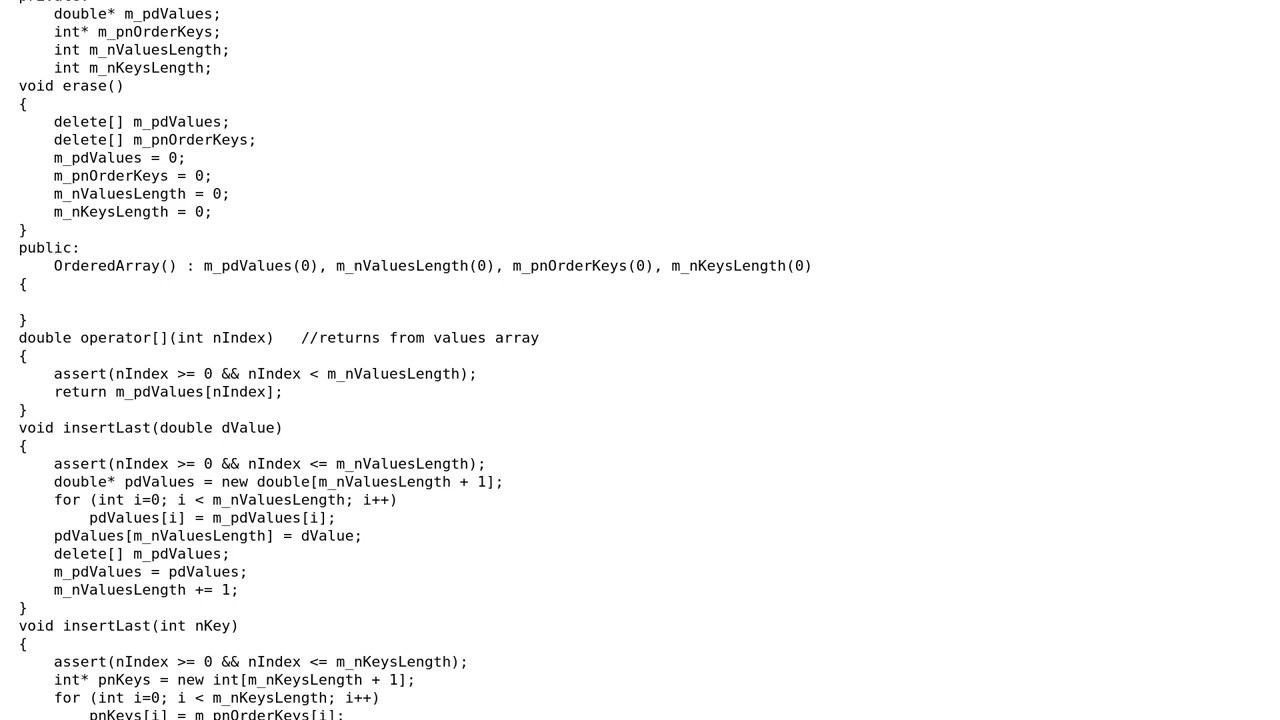 private:
    double* m_pdValues;
    int* m_pnOrderKeys;
    int m_nValuesLength;
    int m_nKeysLength;
void erase()
{
    delete[] m_pdValues;
    delete[] m_pnOrderKeys;
    m_pdValues = 0;
    m_pnOrderKeys = 0;
    m_nValuesLength = 0;
    m_nKeysLength = 0;
}
public:
    OrderedArray() : m_pdValues(0), m_nValuesLength(0), m_pnOrderKeys(0), m_nKeysLength(0)
{
}
double operator[](int nIndex)   //returns from values array
{
    assert(nIndex >= 0 && nIndex < m_nValuesLength);
    return m_pdValues[nIndex];
}
void insertLast(double dValue)
{
    assert(nIndex >= 0 && nIndex <= m_nValuesLength);
    double* pdValues = new double[m_nValuesLength + 1];
    for (int i=0; i < m_nValuesLength; i++)
        pdValues[i] = m_pdValues[i];
    pdValues[m_nValuesLength] = dValue;
    delete[] m_pdValues;
    m_pdValues = pdValues;
    m_nValuesLength += 1;
}
void insertLast(int nKey)
{
    assert(nIndex >= 0 && nIndex <= m_nKeysLength);
    int* pnKeys = new int[m_nKeysLength + 1];
    for (int i=0; i < m_nKeysLength; i++)
        pnKeys[i] = m_pnOrderKeys[i];